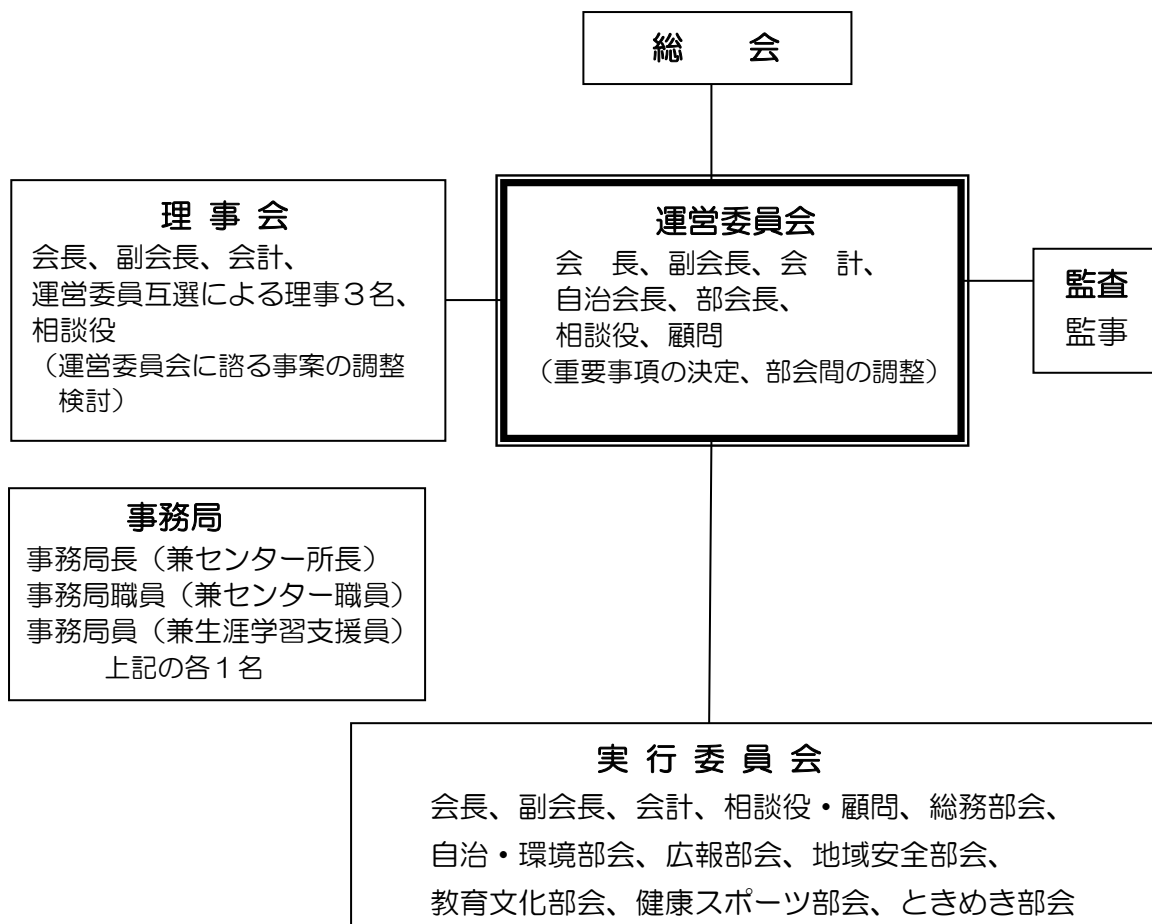 総　会
理 事 会
会長、副会長、会計、
運営委員互選による理事３名、
相談役
（運営委員会に諮る事案の調整
検討）
運営委員会
会　長、副会長、会　計、
自治会長、部会長、
相談役、顧問
（重要事項の決定、部会間の調整）
監査
監事
事務局
事務局長（兼センター所長）
事務局職員（兼センター職員）
事務局員（兼生涯学習支援員）
上記の各１名
実 行 委 員 会
会長、副会長、会計、相談役・顧問、総務部会、
自治・環境部会、広報部会、地域安全部会、
教育文化部会、健康スポーツ部会、ときめき部会